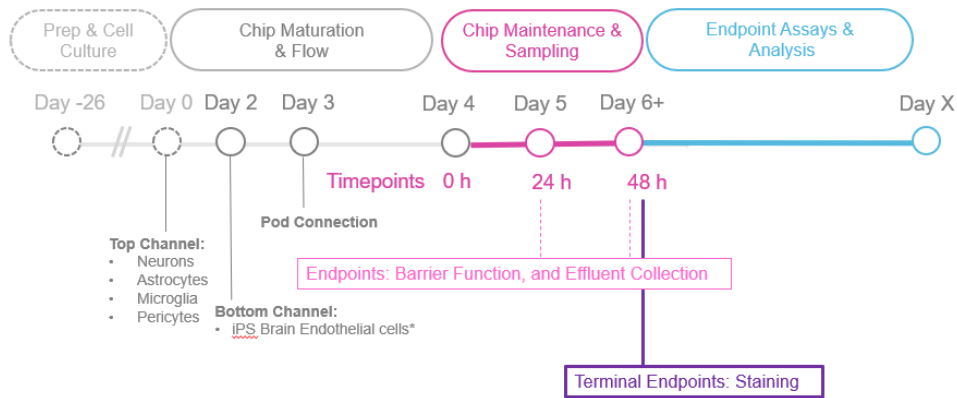 Prep & Cell
Culture
Chip Maturation
& Flow
Chip Maintenance &
Sampling
Endpoint Assays &
Analysis
Day -26
Day 0
Day 2
Day 3
Day 4
Day 5
Day 6+
Day X
Timepoints
0 h
24 h
48 h
Pod Connection
Top Channel:
• Neurons
• Astrocytes
• Microglia
• Pericytes
Bottom Channel:
• iPS Brain Endothelial cells*
Endpoints: Barrier Function, and Effluent Collection
Terminal Endpoints: Staining